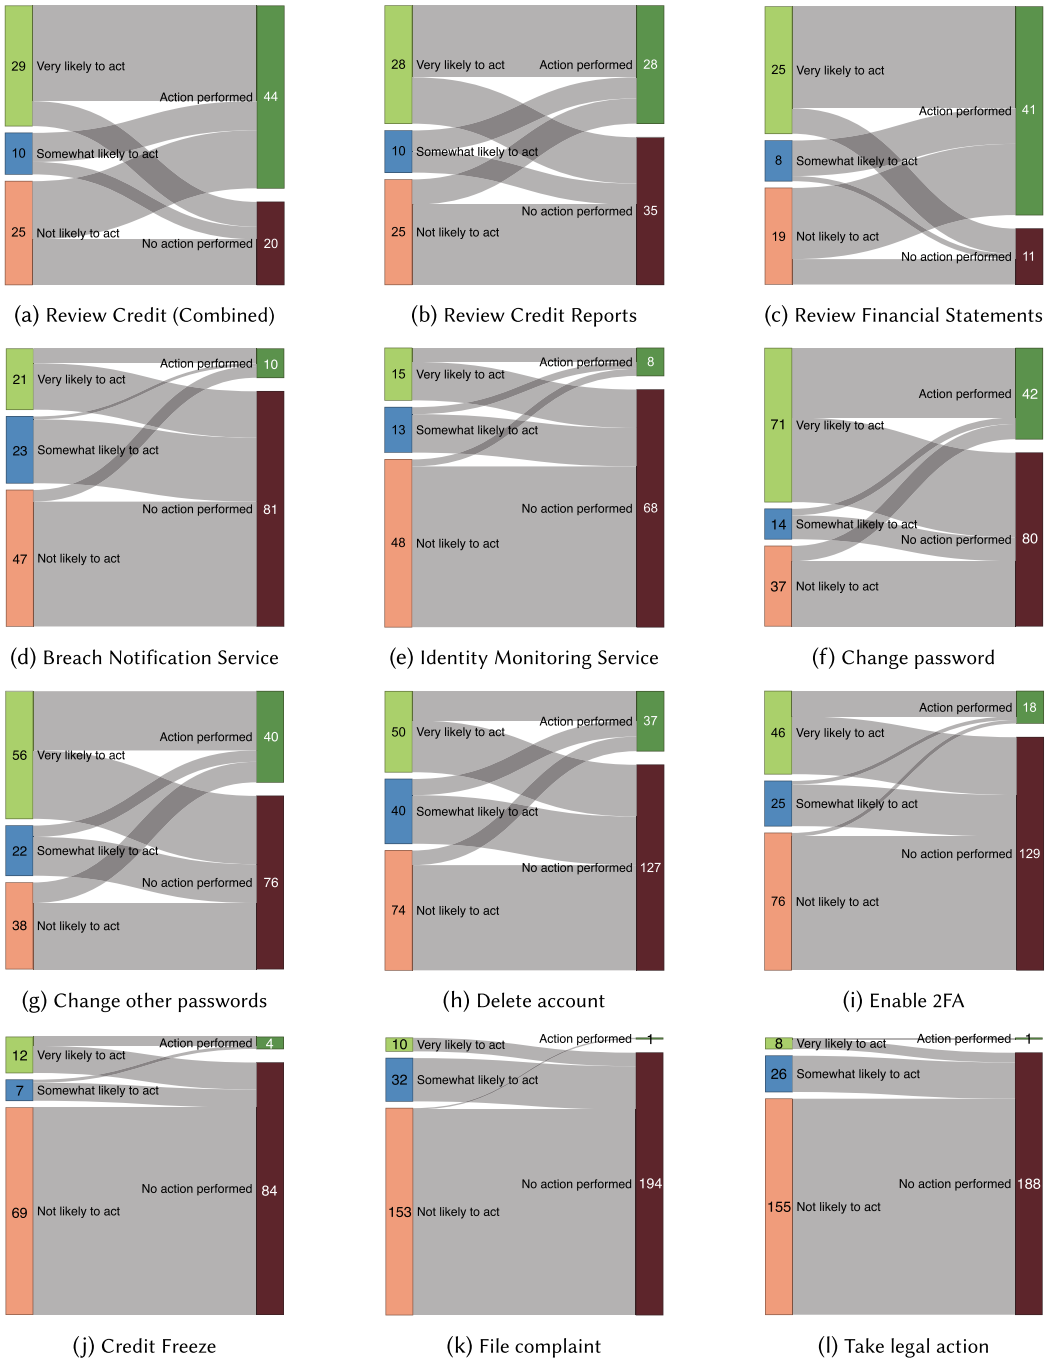 29 Very likely to act
Action performed 44
10 Somewhat likely to act
25 Not likely to act
No action performed 20
(a) Review Credit (Combined)
28 Very likely to act Action performed 28
10 Somewhat likely to act
No action performed 35
25 Not likely to act
(b) Review Credit Reports
25 Very likely to act
Action performed 41
8 Somewhat likely to act
19 Not likely to act
No action performed 11
(c) Review Financial Statements
Action performed 10
21 Very likely to act
23 Somewhat likely to act
No action performed 81
47 Not likely to act
(d) Breach Notification Service
Action performed 8
15 Very likely to act
13 Somewhat likely to act
No action performed 68
48 Not likely to act
(e) Identity Monitoring Service
Action performed 42
71 Very likely to act
14 Somewhat likely to act
No action performed 80
37 Not likely to act
(f) Change password
Action performed 40
56 Very likely to act
22 Somewhat likely to act
No action performed 76
38 Not likely to act
(g) Change other passwords
Action performed 37
50 Very likely to act
40 Somewhat likely to act
No action performed 127
74 Not likely to act
(h) Delete account
Action performed 18
46 Very likely to act
25 Somewhat likely to act
No action performed 129
76 Not likely to act
(i) Enable 2FA
Action performed 4
12 Very likely to act
7 Somewhat likely to act
No action performed 84
69 Not likely to act
(j) Credit Freeze
Action performed 1
10 Very likely to act
32 Somewhat likely to act
No action performed 194
153 Not likely to act
(k) File complaint
Action performed 1
8 Very likely to act
26 Somewhat likely to act
No action performed 188
155 Not likely to act
(l) Take legal action